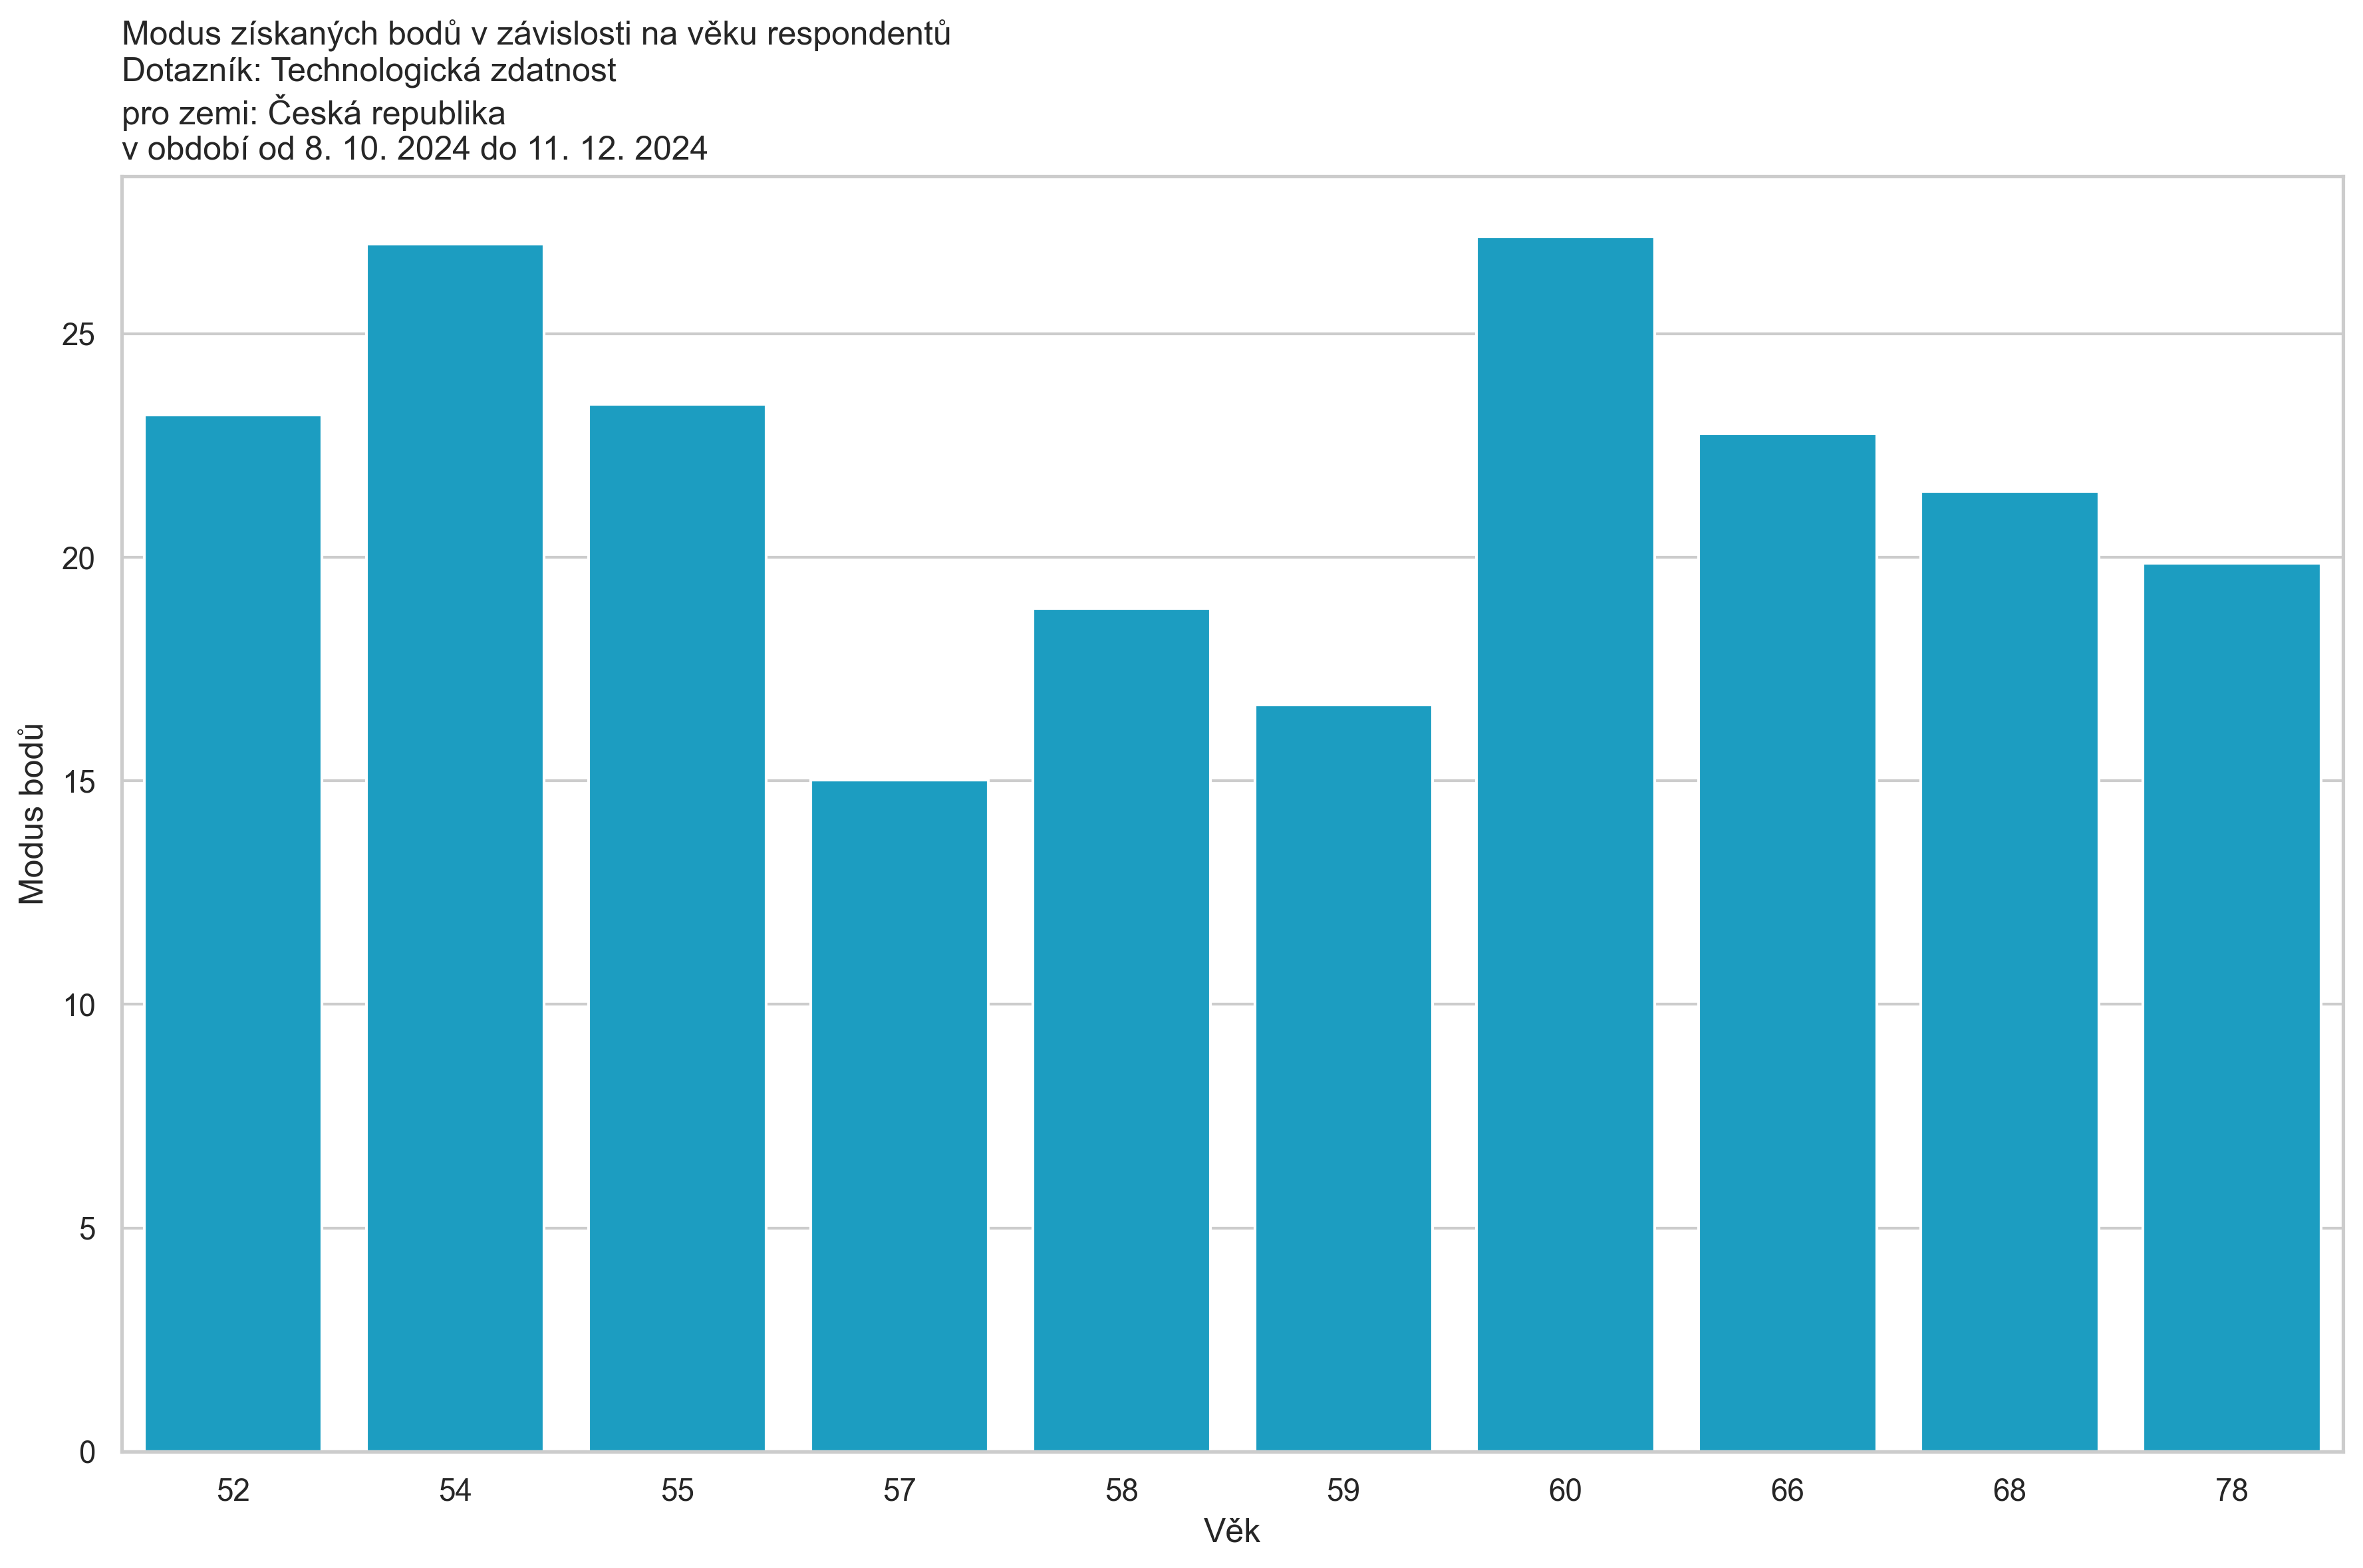 Modus získaných bodů v závislosti na věku respondentů
Dotazník: Technologická zdatnost
pro zemi: Česká republika
v období od 8. 10. 2024 do 11. 12. 2024
Modus bodů
25
20
15
10
5
0
52 54 55 57 58 59 60 66 68 78
Věk